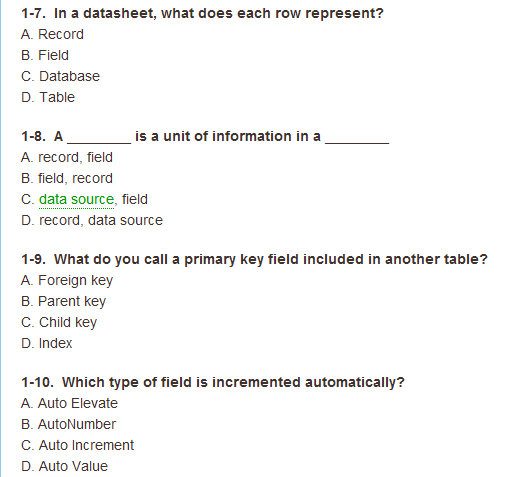 1-7. In a datasheet, what does each row represent?
A. Record
B. Field
C. Database
D. Table
1-8. A ________ is a unit of information in a ________
A. record, field
B. field, record
C. data source, field
D. record, data source
1-9. What do you call a primary key field included in another table?
A. Foreign key
B. Parent key
C. Child key
D. Index
1-10. Which type of field is incremented automatically?
A. Auto Elevate
B. AutoNumber
C. Auto Increment
D. Auto Value